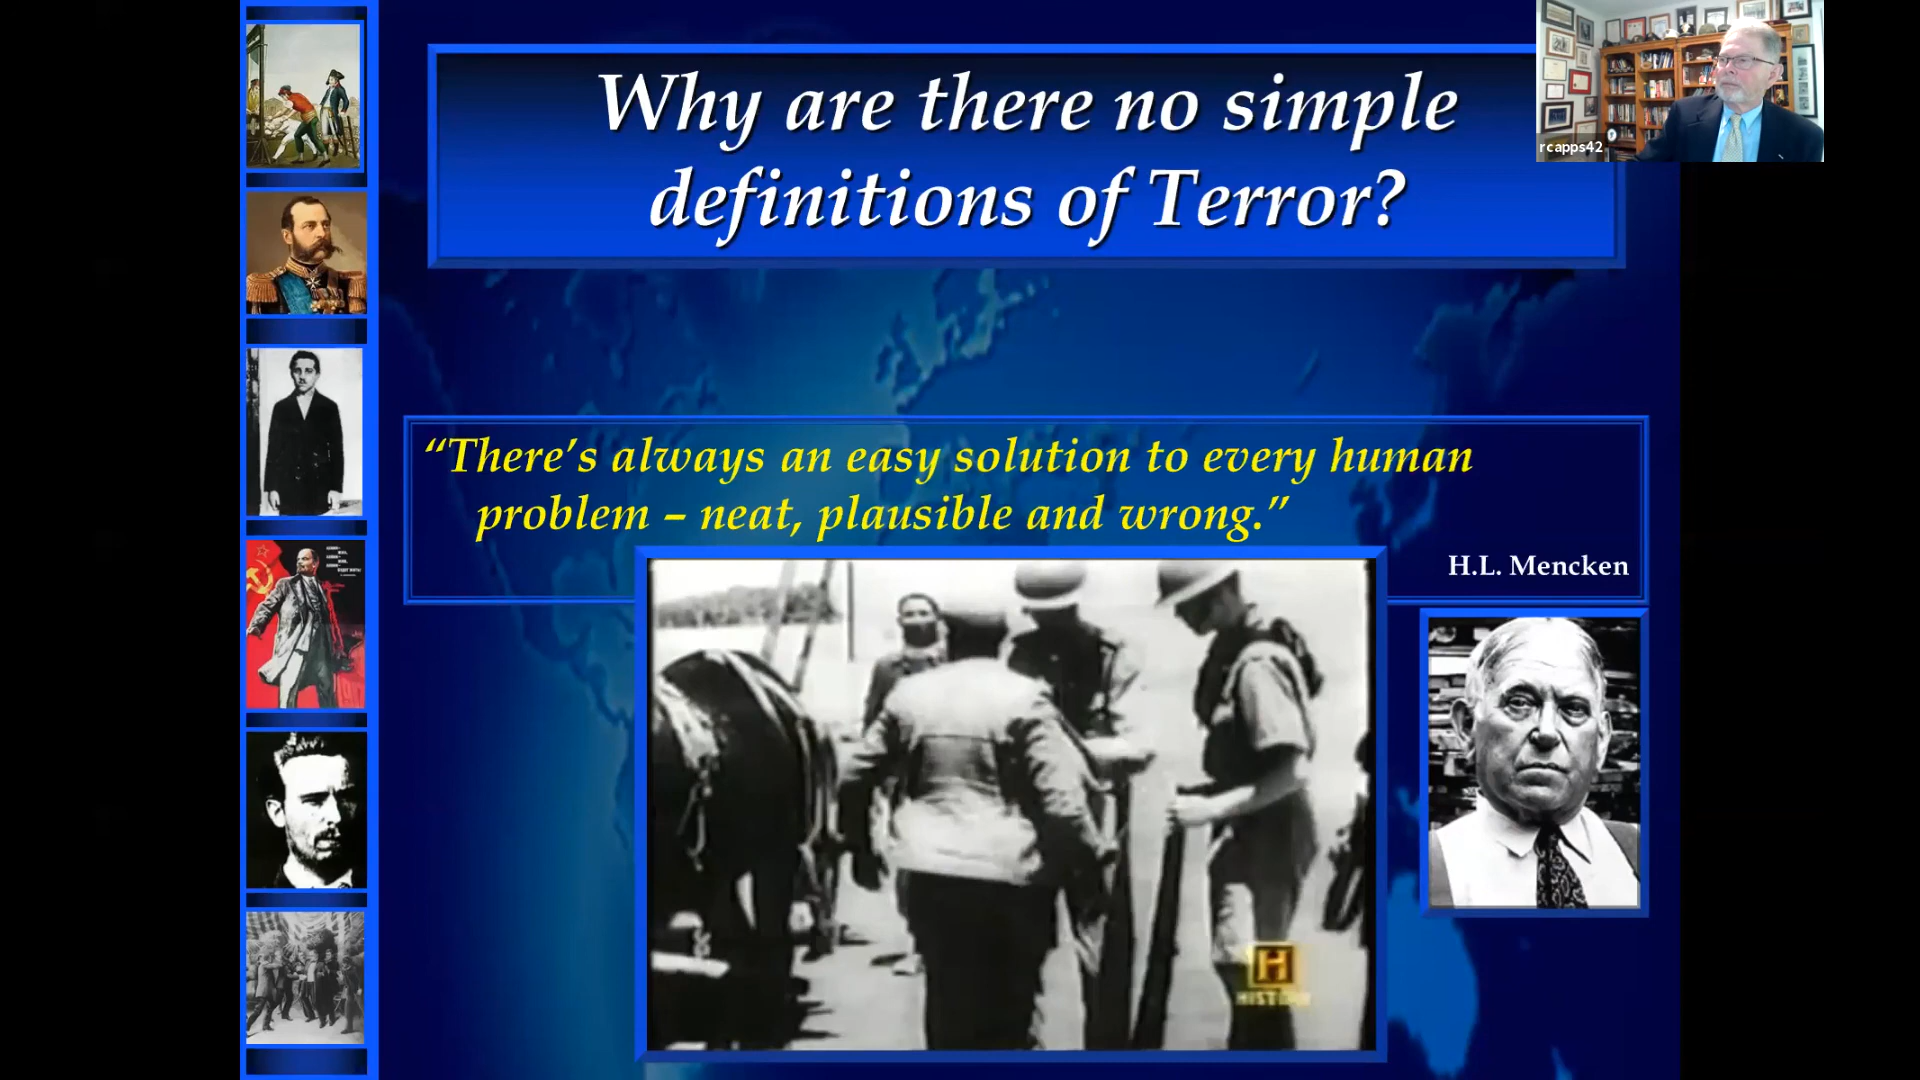 Why are there no simple
definitions of Terror?
rcapps42
“There’s always an easy solution to every human
problem – neat, plausible and wrong.”
H.L. Mencken
H
HISTORY